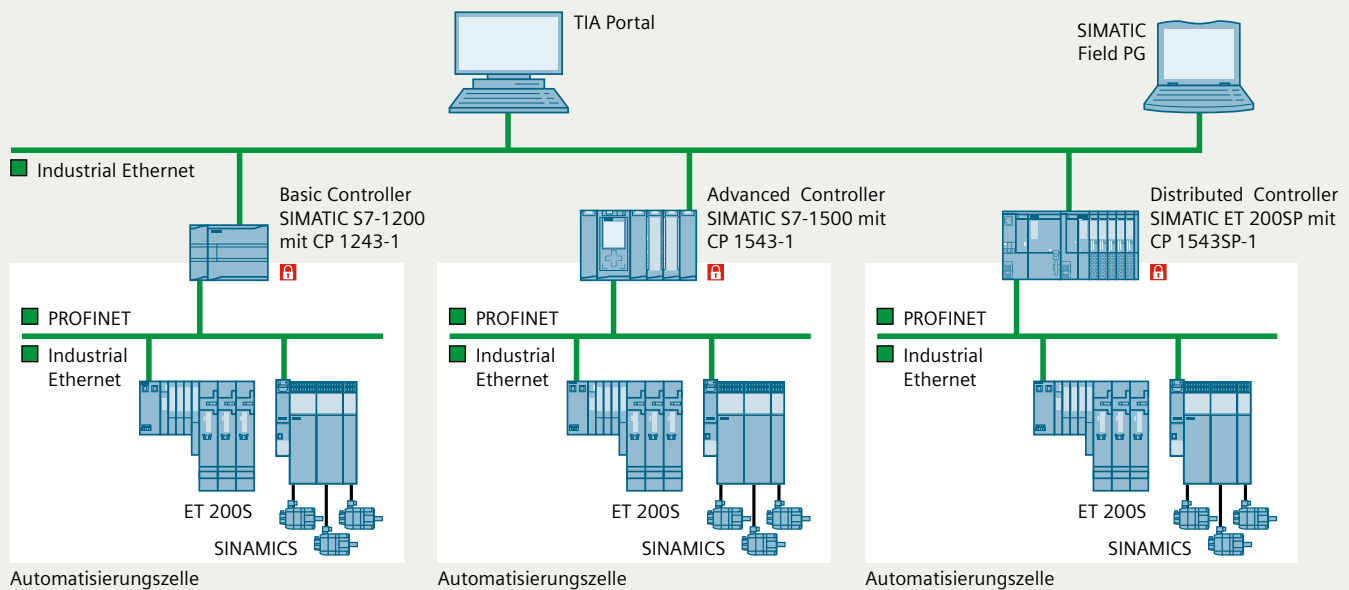 TIA Portal
SIMATIC
Field PG
Industrial Ethernet
Basic Controller
SIMATIC S7-1200
mit CP 1243-1
Advanced Controller
SIMATIC S7-1500 mit
CP 1543-1
Distributed Controller
SIMATIC ET 200SP mit
CP 1543SP-1
PROFINET
Industrial
Ethernet
ET 200S
SINAMICS
Automatisierungszelle
PROFINET
Industrial
Ethernet
ET 200S
SINAMICS
Automatisierungszelle
PROFINET
Industrial
Ethernet
ET 200S
SINAMICS
Automatisierungszelle